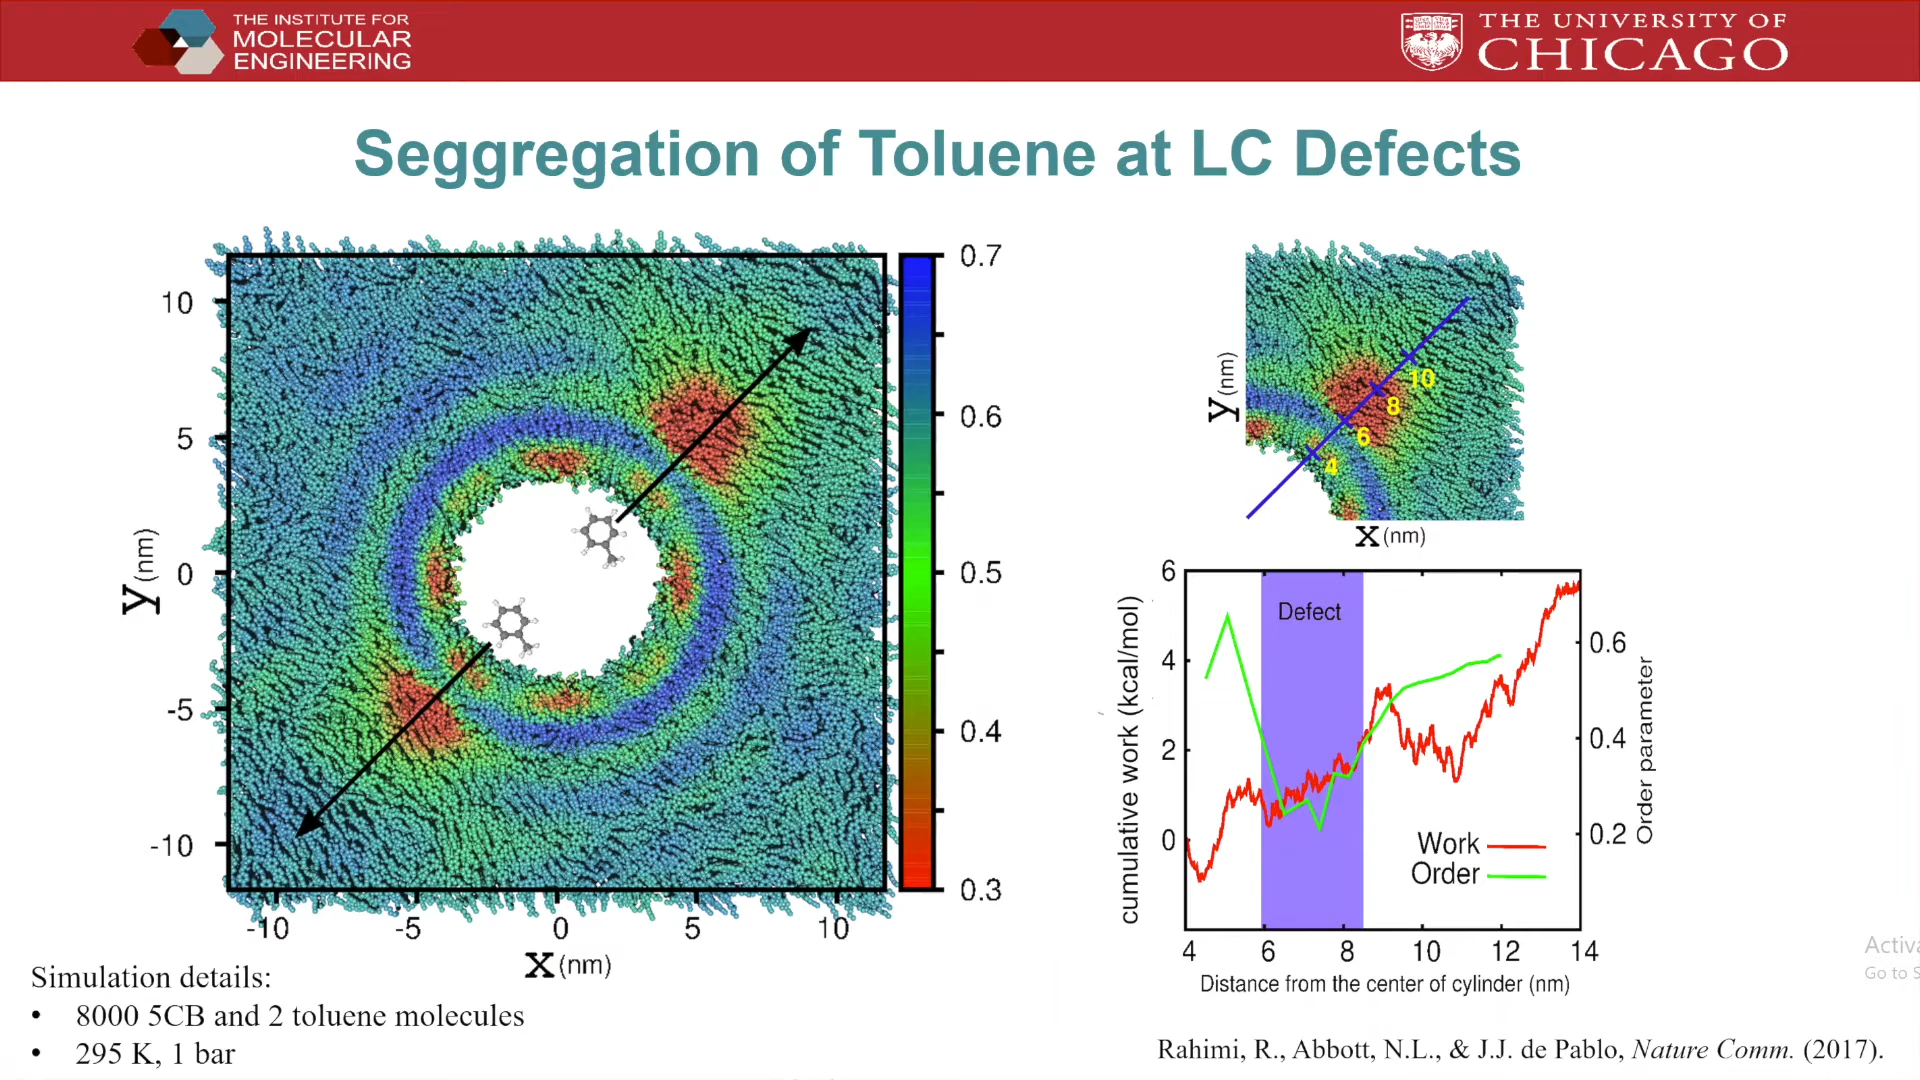 THE INSTITUTE FOR
MOLECULAR
ENGINEERING
THE UNIVERSITY OF
CHICAGO
Seggregation of Toluene at LC Defects
10
5
0
-5
-10
y(nm)
-10
-5
0
5
10
x(nm)
0.7
0.6
0.5
0.4
0.3
y(nm)
10
8
6
4
x(nm)
cumulative work (kcal/mol)
6
4
2
0
Defect
Work
Order
0.6
0.4
0.2
Order parameter
4
6
8
10
12
14
Distance from the center of cylinder (nm)
Simulation details:
• 8000 5CB and 2 toluene molecules
• 295 K, 1 bar
Rahimi, R., Abbott, N.L., & J.J. de Pablo, Nature Comm. (2017).
Activa
Go to S